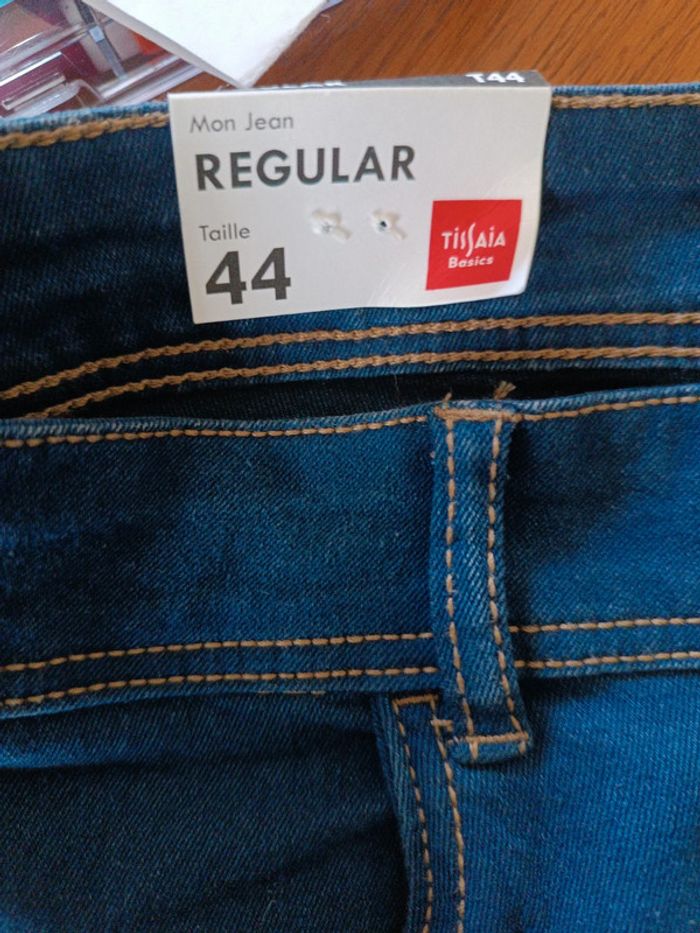 T44
Mon Jean
REGULAR
Taille
44
TISSAIA
Basics